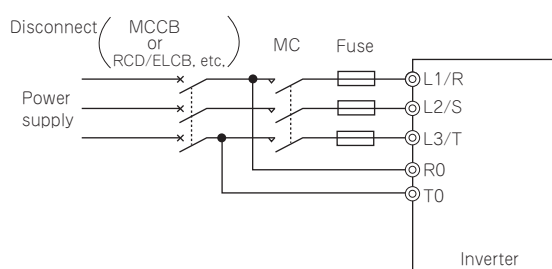 Disconnect
MCCB
or
RCD/ELCB, etc.
MC
Fuse
Power
supply
L1/R
L2/S
L3/T
R0
T0
Inverter